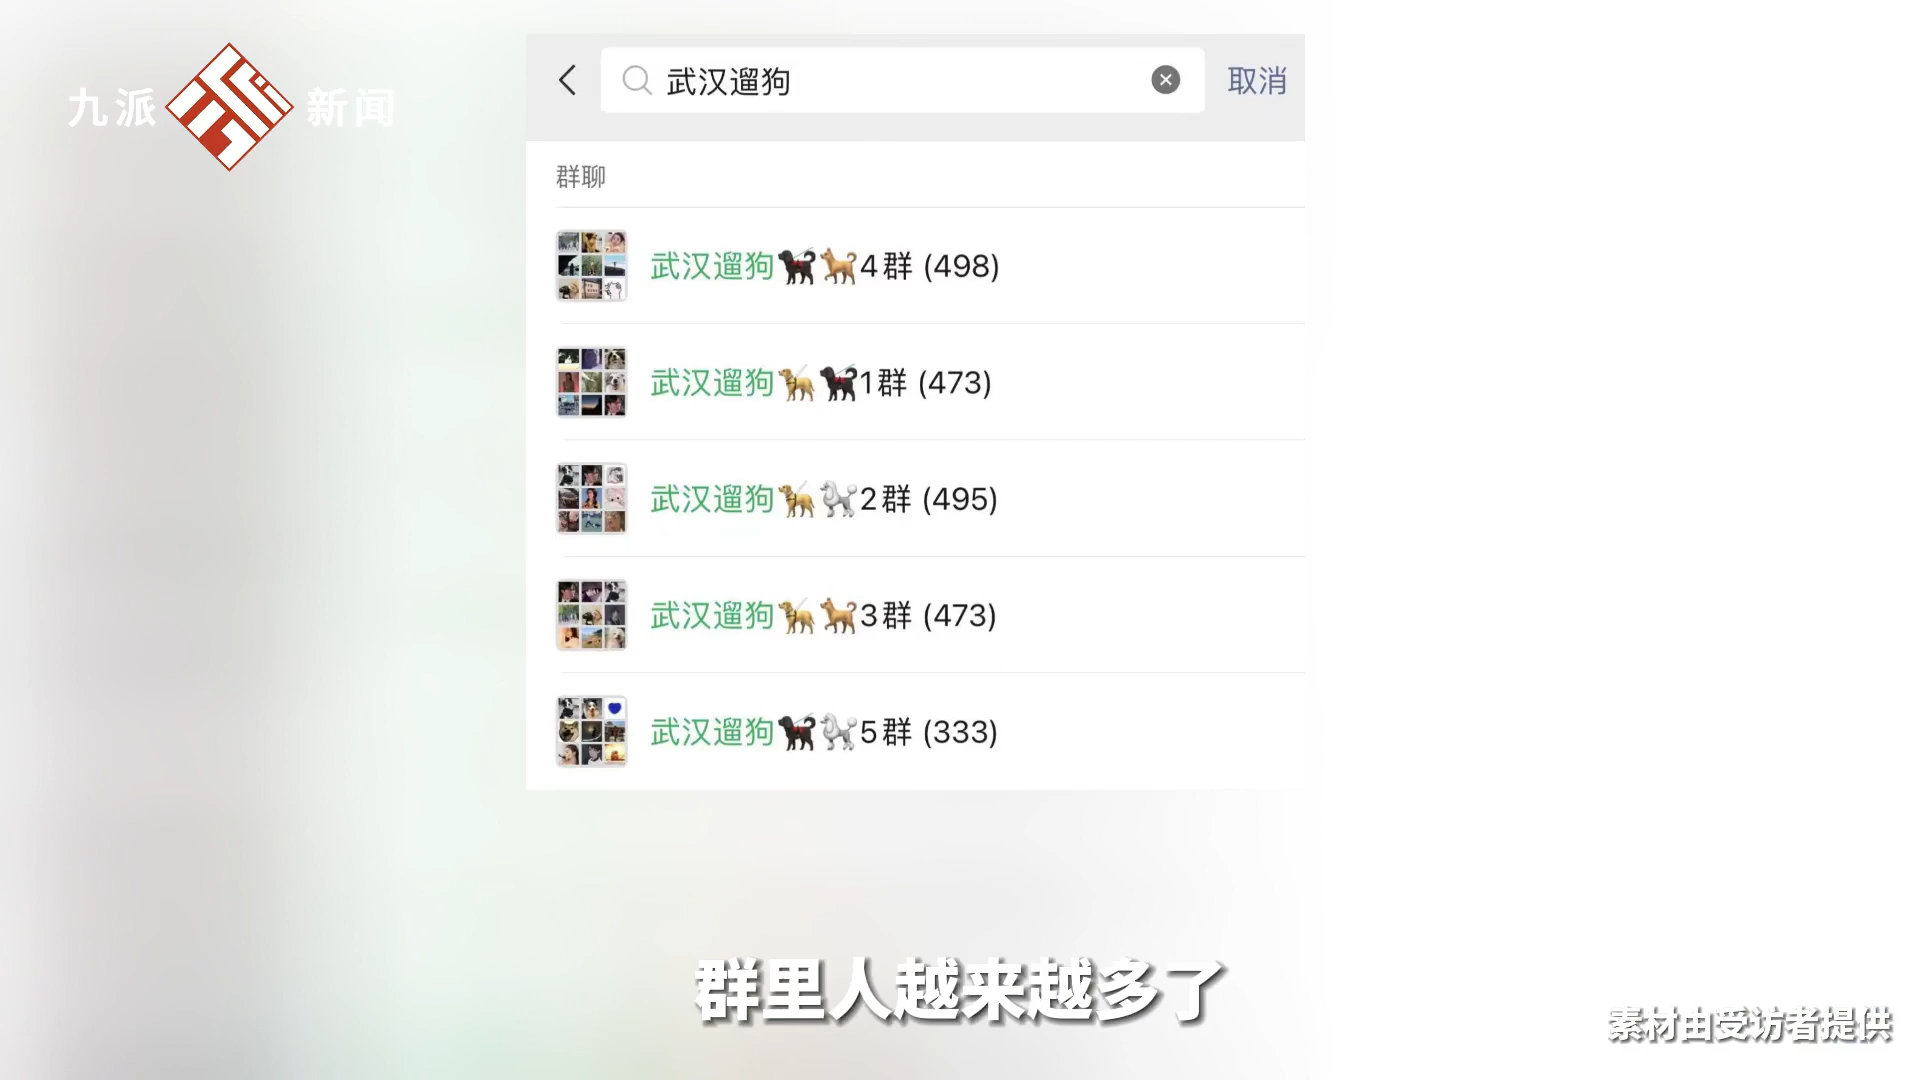 九派新闻
武汉遛狗
取消
群聊
武汉遛狗🐕‍🦺🐕4群 (498)
武汉遛狗🦮🐕‍🦺1群 (473)
武汉遛狗🦮🐩2群 (495)
武汉遛狗🦮🐕3群 (473)
武汉遛狗🐕‍🦺🐩5群 (333)
群里人越来越多了
素材由受访者提供